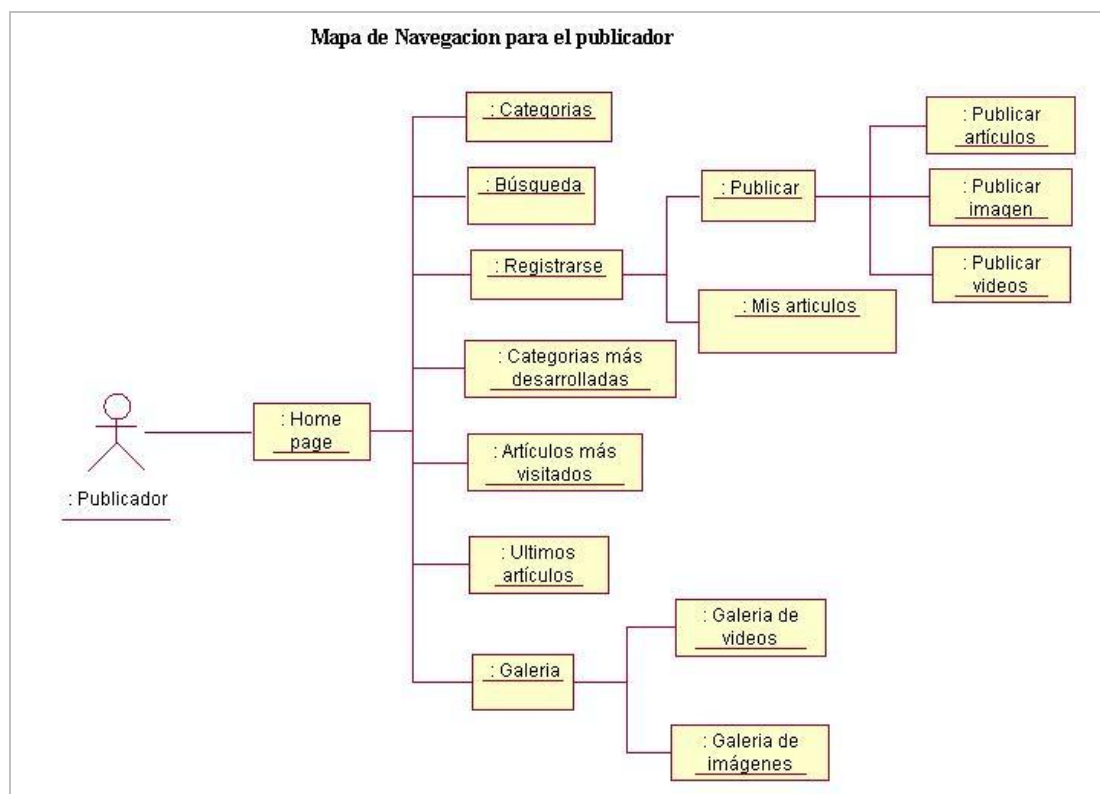 Mapa de Navegacion para el publicador
: Categorias
: Búsqueda
: Registrarse
: Publicar
: Publicar
artículos
: Publicar
imagen
: Publicar
videos
: Mis articulos
: Categorias más
desarrolladas
: Home
page
: Publicador
: Artículos más
visitados
: Ultimos
artículos
: Galeria
: Galeria de
videos
: Galeria de
imágenes